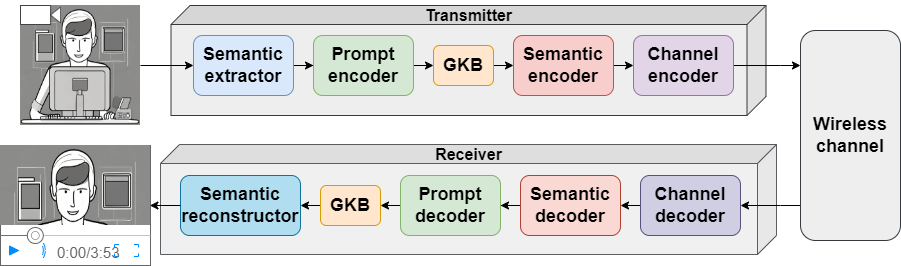 Transmitter
Semantic
extractor
Prompt
encoder
GKB
Semantic
encoder
Channel
encoder
Wireless
channel
Receiver
Semantic
reconstructor
GKB
Prompt
decoder
Semantic
decoder
Channel
decoder
0:00/3:53